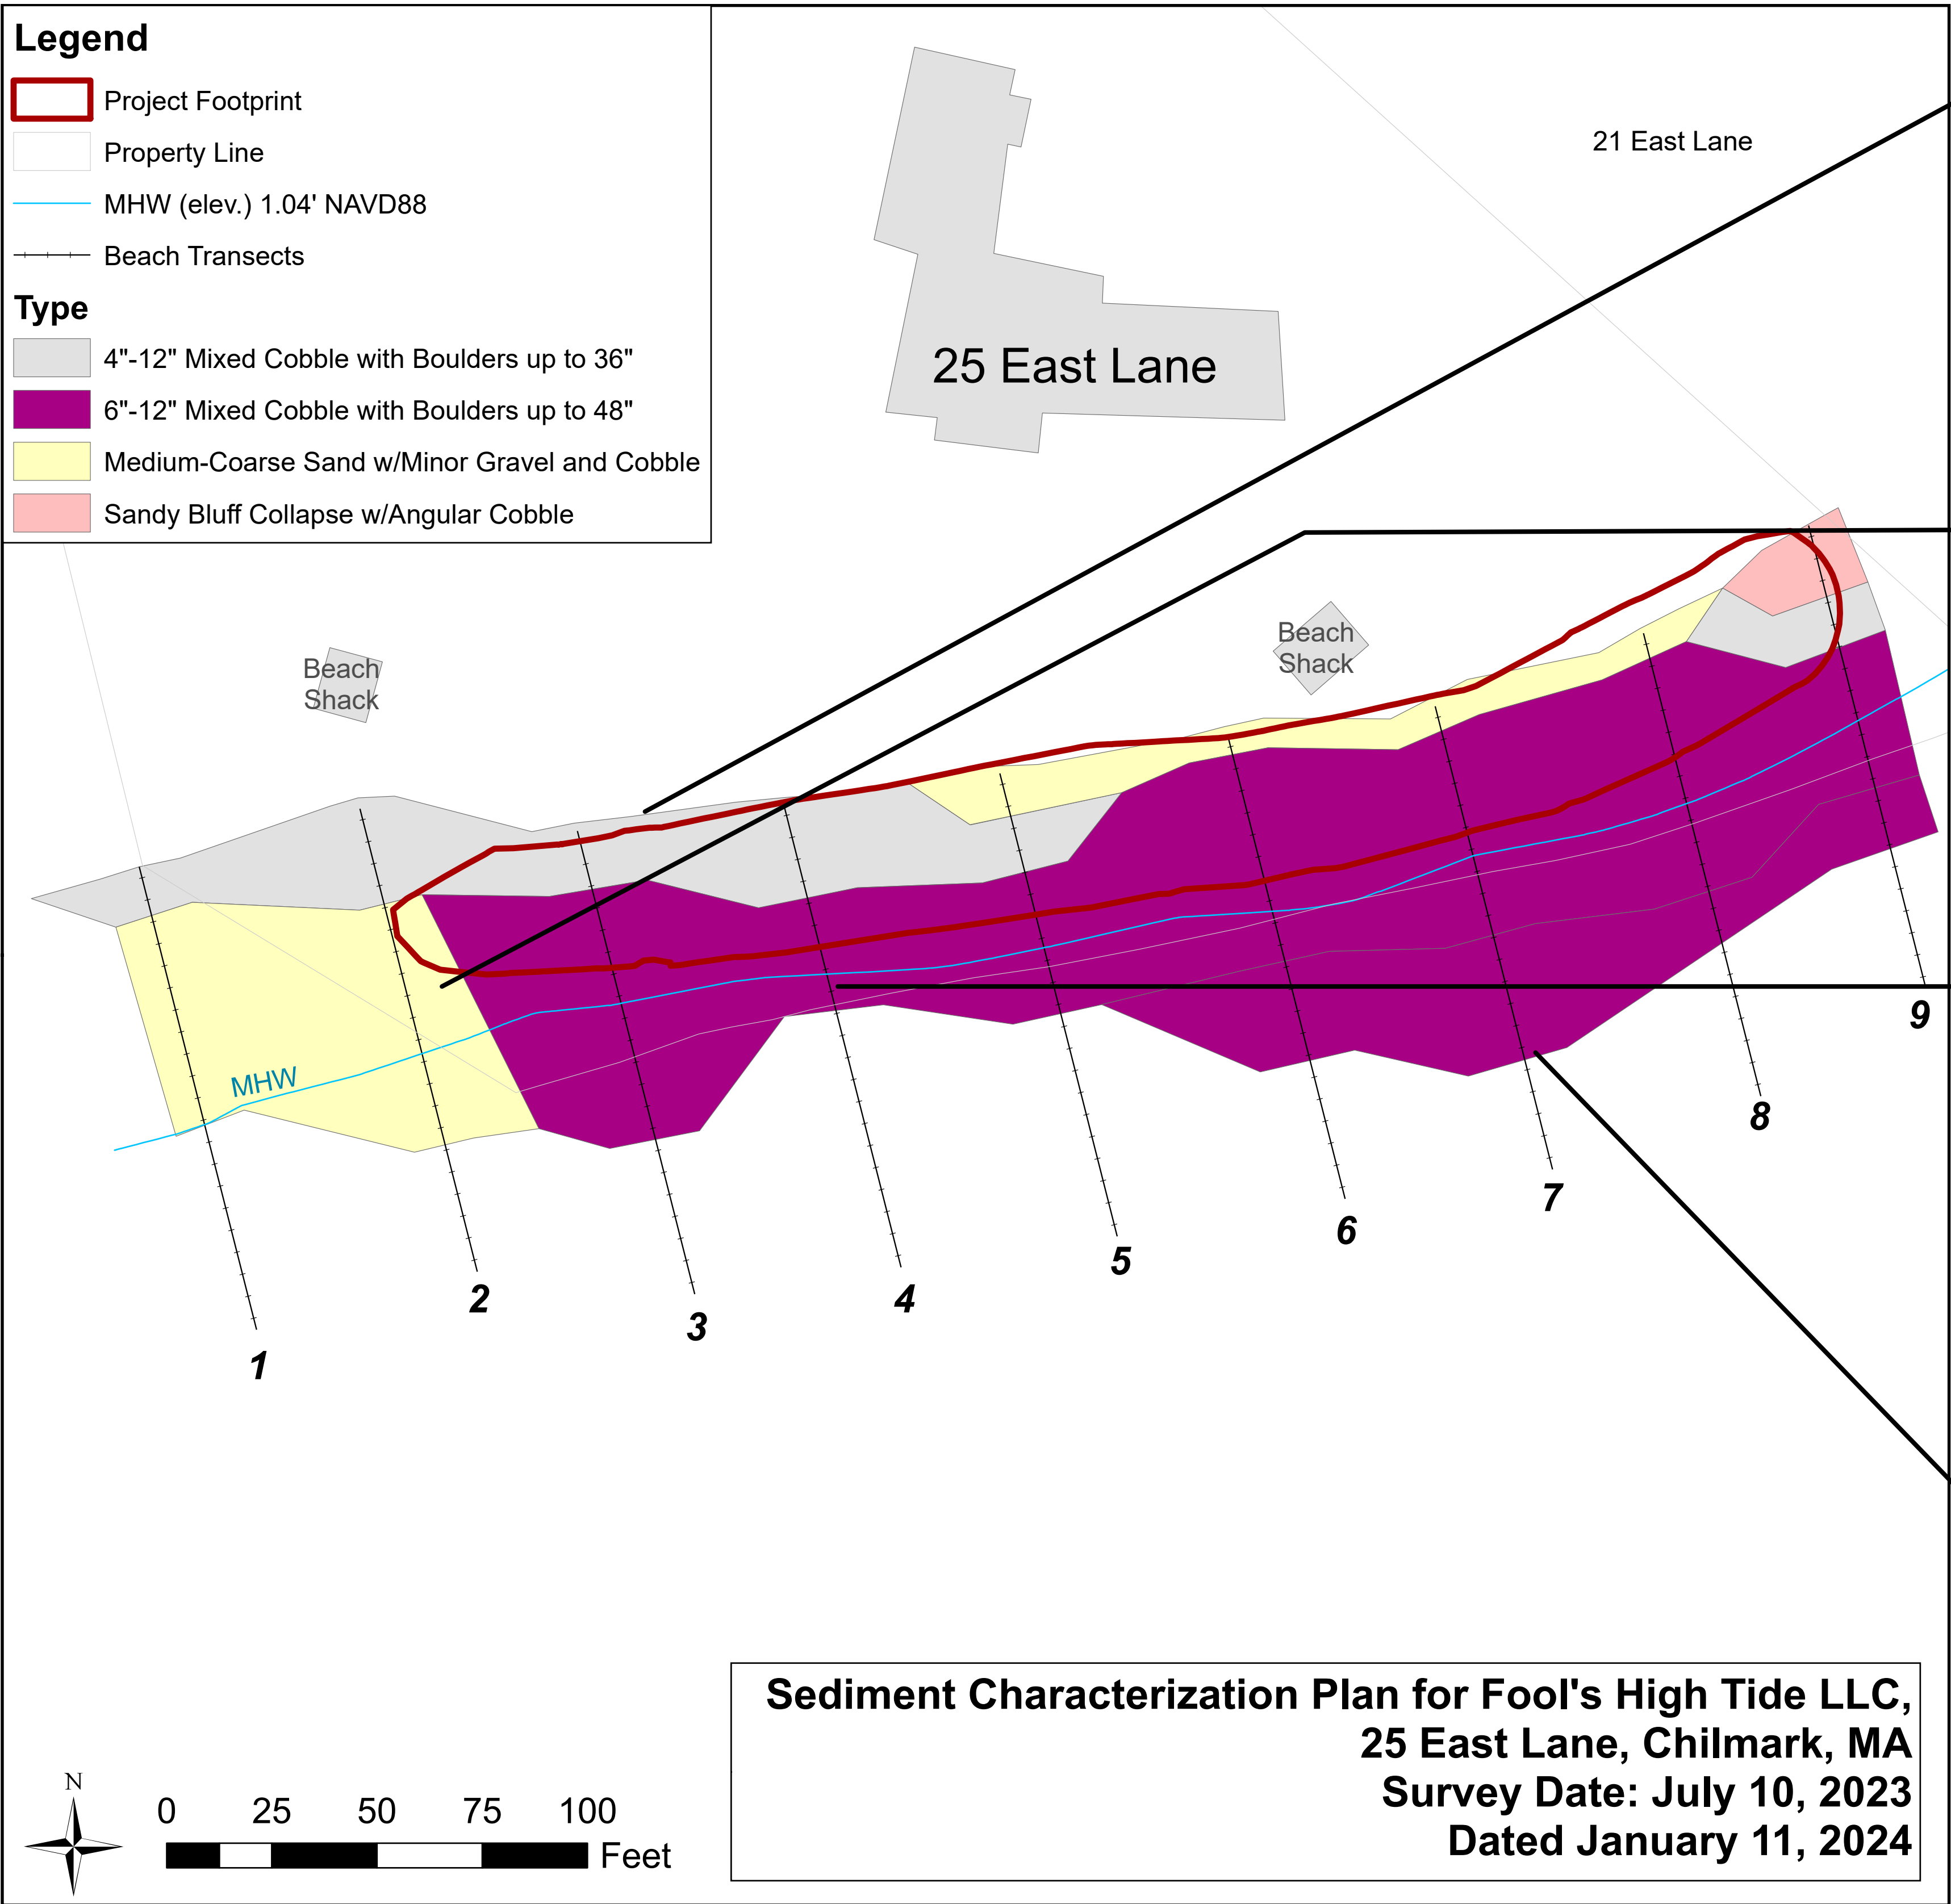 Legend
Project Footprint
Property Line
MHW (elev.) 1.04' NAVD88
Beach Transects
Type
4"-12" Mixed Cobble with Boulders up to 36"
6"-12" Mixed Cobble with Boulders up to 48"
Medium-Coarse Sand w/Minor Gravel and Cobble
Sandy Bluff Collapse w/Angular Cobble
21 East Lane
25 East Lane
Beach
Shack
Beach
Shack
MHW
1
2
3
4
5
6
7
8
9
Sediment Characterization Plan for Fool's High Tide LLC,
25 East Lane, Chilmark, MA
Survey Date: July 10, 2023
Dated January 11, 2024
N
0 25 50 75 100
Feet